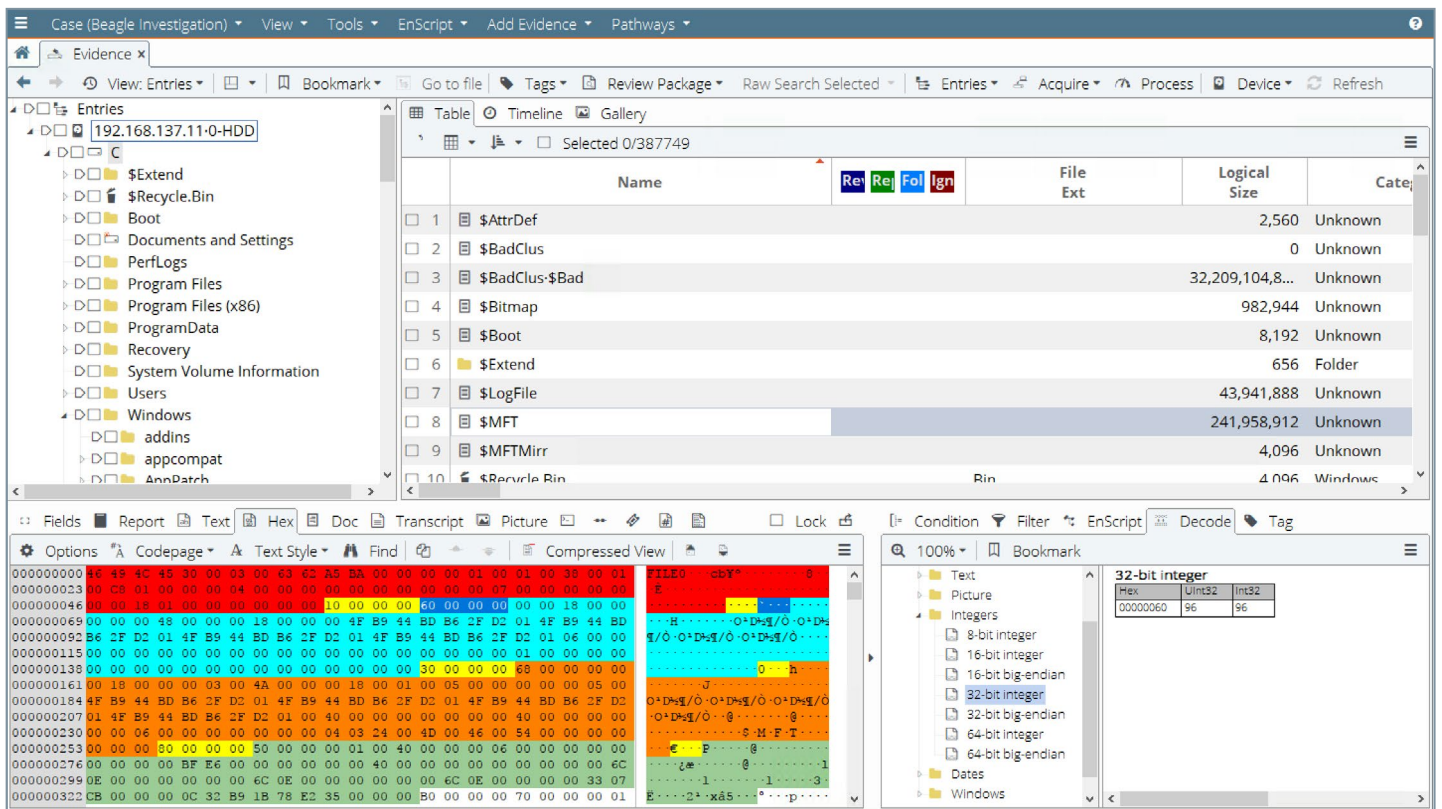 Case (Beagle Investigation) View Tools EnScript Add Evidence Pathways
Evidence x
View: Entries Bookmark Go to file Tags Review Package Raw Search Selected Entries Acquire Process Device Refresh
Entries
192.168.137.11·0-HDD
C
$Extend
$Recycle.Bin
Boot
Documents and Settings
PerfLogs
Program Files
Program Files (x86)
ProgramData
Recovery
System Volume Information
Users
Windows
addins
appcompat
AppPatch
Table Timeline Gallery
Selected 0/387749
Name Rev Rej Fol Ign File Ext Logical Size Categ
1 $AttrDef 2,560 Unknown
2 $BadClus 0 Unknown
3 $BadClus·$Bad 32,209,104,8... Unknown
4 $Bitmap 982,944 Unknown
5 $Boot 8,192 Unknown
6 $Extend 656 Folder
7 $LogFile 43,941,888 Unknown
8 $MFT 241,958,912 Unknown
9 $MFTMirr 4,096 Unknown
10 $Recycle.Bin Bin 4,096 Windows
Fields Report Text Hex Doc Transcript Picture Lock
Options Codepage Text Style Find Compressed View
000000000 46 49 4C 45 30 00 03 00 63 62 A5 BA 00 00 00 00 01 00 01 00 38 00 01
000000023 00 C8 01 00 00 00 04 00 00 00 00 00 00 00 00 00 00 07 00 00 00 00 00
000000046 00 00 18 01 00 00 00 00 00 00 10 00 00 00 60 00 00 00 00 00 18 00 00
000000069 00 00 00 48 00 00 00 18 00 00 00 4F B9 44 BD B6 2F D2 01 4F B9 44 BD
000000092 B6 2F D2 01 4F B9 44 BD B6 2F D2 01 4F B9 44 BD B6 2F D2 01 06 00 00
000000115 00 00 00 00 00 00 00 00 00 00 00 00 00 00 00 00 00 00 01 00 00 00
000000138 00 00 00 00 00 00 00 00 00 00 00 00 00 00 30 00 00 00 68 00 00 00 00
000000161 00 18 00 00 00 03 00 4A 00 00 00 18 00 01 00 05 00 00 00 00 00 05 00
000000184 4F B9 44 BD B6 2F D2 01 4F B9 44 BD B6 2F D2 01 4F B9 44 BD B6 2F D2
000000207 01 4F B9 44 BD B6 2F D2 01 00 40 00 00 00 00 00 00 00 40 00 00 00 00
000000230 00 00 06 00 00 00 00 00 00 00 04 03 24 00 4D 00 46 00 54 00 00 00 00
000000253 00 00 00 80 00 00 00 50 00 00 00 01 00 40 00 00 00 06 00 00 00 00 00
000000276 00 00 00 00 BF E6 00 00 00 00 00 40 00 00 00 00 00 00 00 00 00 00 6C
000000299 0E 00 00 00 00 00 6C 0E 00 00 00 00 00 6C 0E 00 00 00 00 00 33 07
000000322 CB 00 00 00 0C 32 B9 1B 78 E2 35 00 00 00 B0 00 00 00 70 00 00 00 01
Condition Filter EnScript Decode Tag
100% Bookmark
Text
Picture
Integers
8-bit integer
16-bit integer
16-bit big-endian
32-bit integer
32-bit big-endian
64-bit integer
64-bit big-endian
Dates
Windows
32-bit integer
Hex UInt32 Int32
00000060 96 96